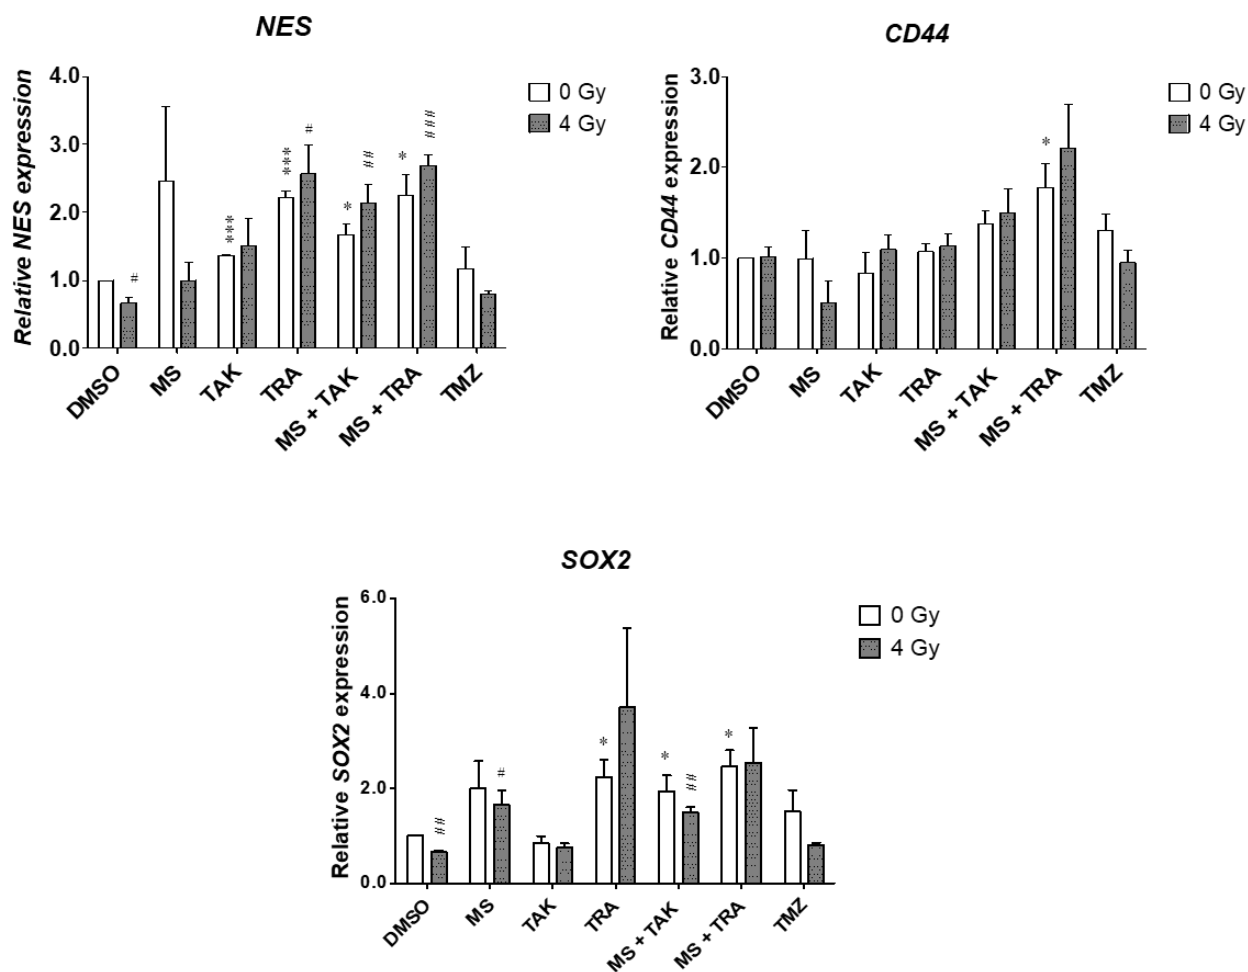 NES
Relative NES expression
4.0
3.0
2.0
1.0
0.0
0 Gy
4 Gy
#
***
***
#
*
##
*
###
DMSO
MS
TAK
TRA
MS + TAK
MS + TRA
TMZ
CD44
Relative CD44 expression
3.0
2.0
1.0
0.0
0 Gy
4 Gy
*
DMSO
MS
TAK
TRA
MS + TAK
MS + TRA
TMZ
SOX2
Relative SOX2 expression
6.0
4.0
2.0
0.0
0 Gy
4 Gy
##
#
*
*
##
*
DMSO
MS
TAK
TRA
MS + TAK
MS + TRA
TMZ